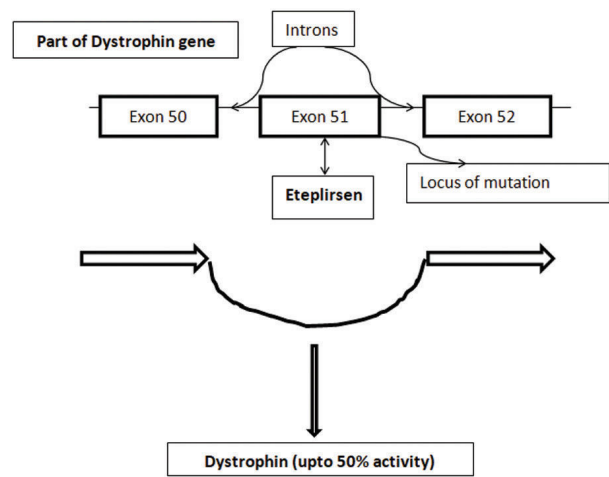 Introns
Part of Dystrophin gene
Exon 50 Exon 51 Exon 52
Eteplirsen
Locus of mutation
Dystrophin (upto 50% activity)